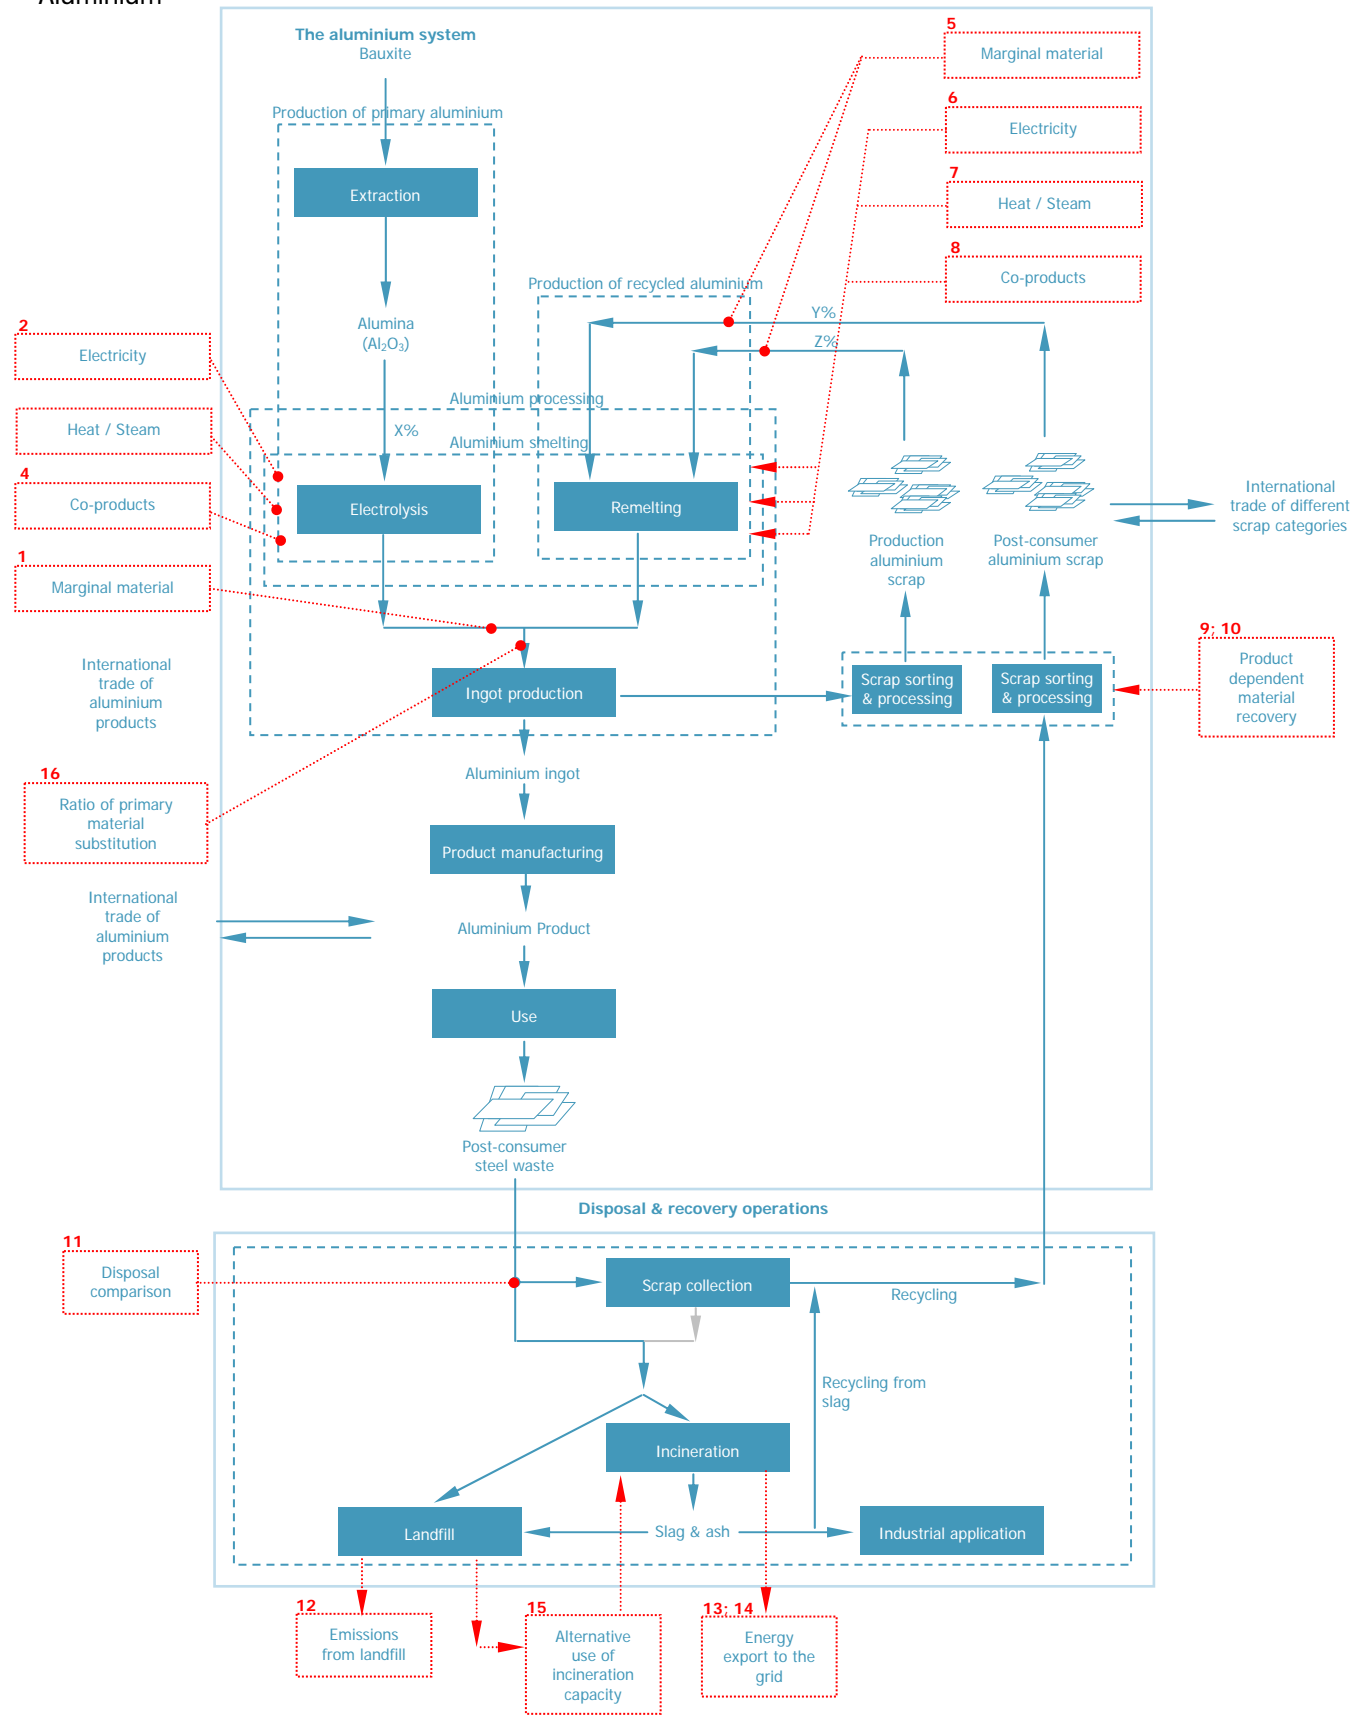 Aluminium
The aluminium system
Bauxite
Production of primary aluminium
Extraction
5
Marginal material
6
Electricity
7
Heat / Steam
8
Co-products
Production of recycled aluminium
Y%
Z%
Alumina
(Al₂O₃)
2
Electricity
Heat / Steam
4
Co-products
1
Marginal material
Aluminium processing
X%
Aluminium smelting
Electrolysis
Remelting
Production
aluminium
scrap
Post-consumer
aluminium scrap
International
trade of different
scrap categories
International
trade of
aluminium
products
Ingot production
Scrap sorting
& processing
Scrap sorting
& processing
9; 10
Product
dependent
material
recovery
16
Ratio of primary
material
substitution
Aluminium ingot
Product manufacturing
International
trade of
aluminium
products
Aluminium Product
Use
Post-consumer
steel waste
Disposal & recovery operations
11
Disposal
comparison
Scrap collection
Recycling
Recycling from
slag
Incineration
Landfill
Slag & ash
Industrial application
12
Emissions
from landfill
15
Alternative
use of
incineration
capacity
13; 14
Energy
export to the
grid